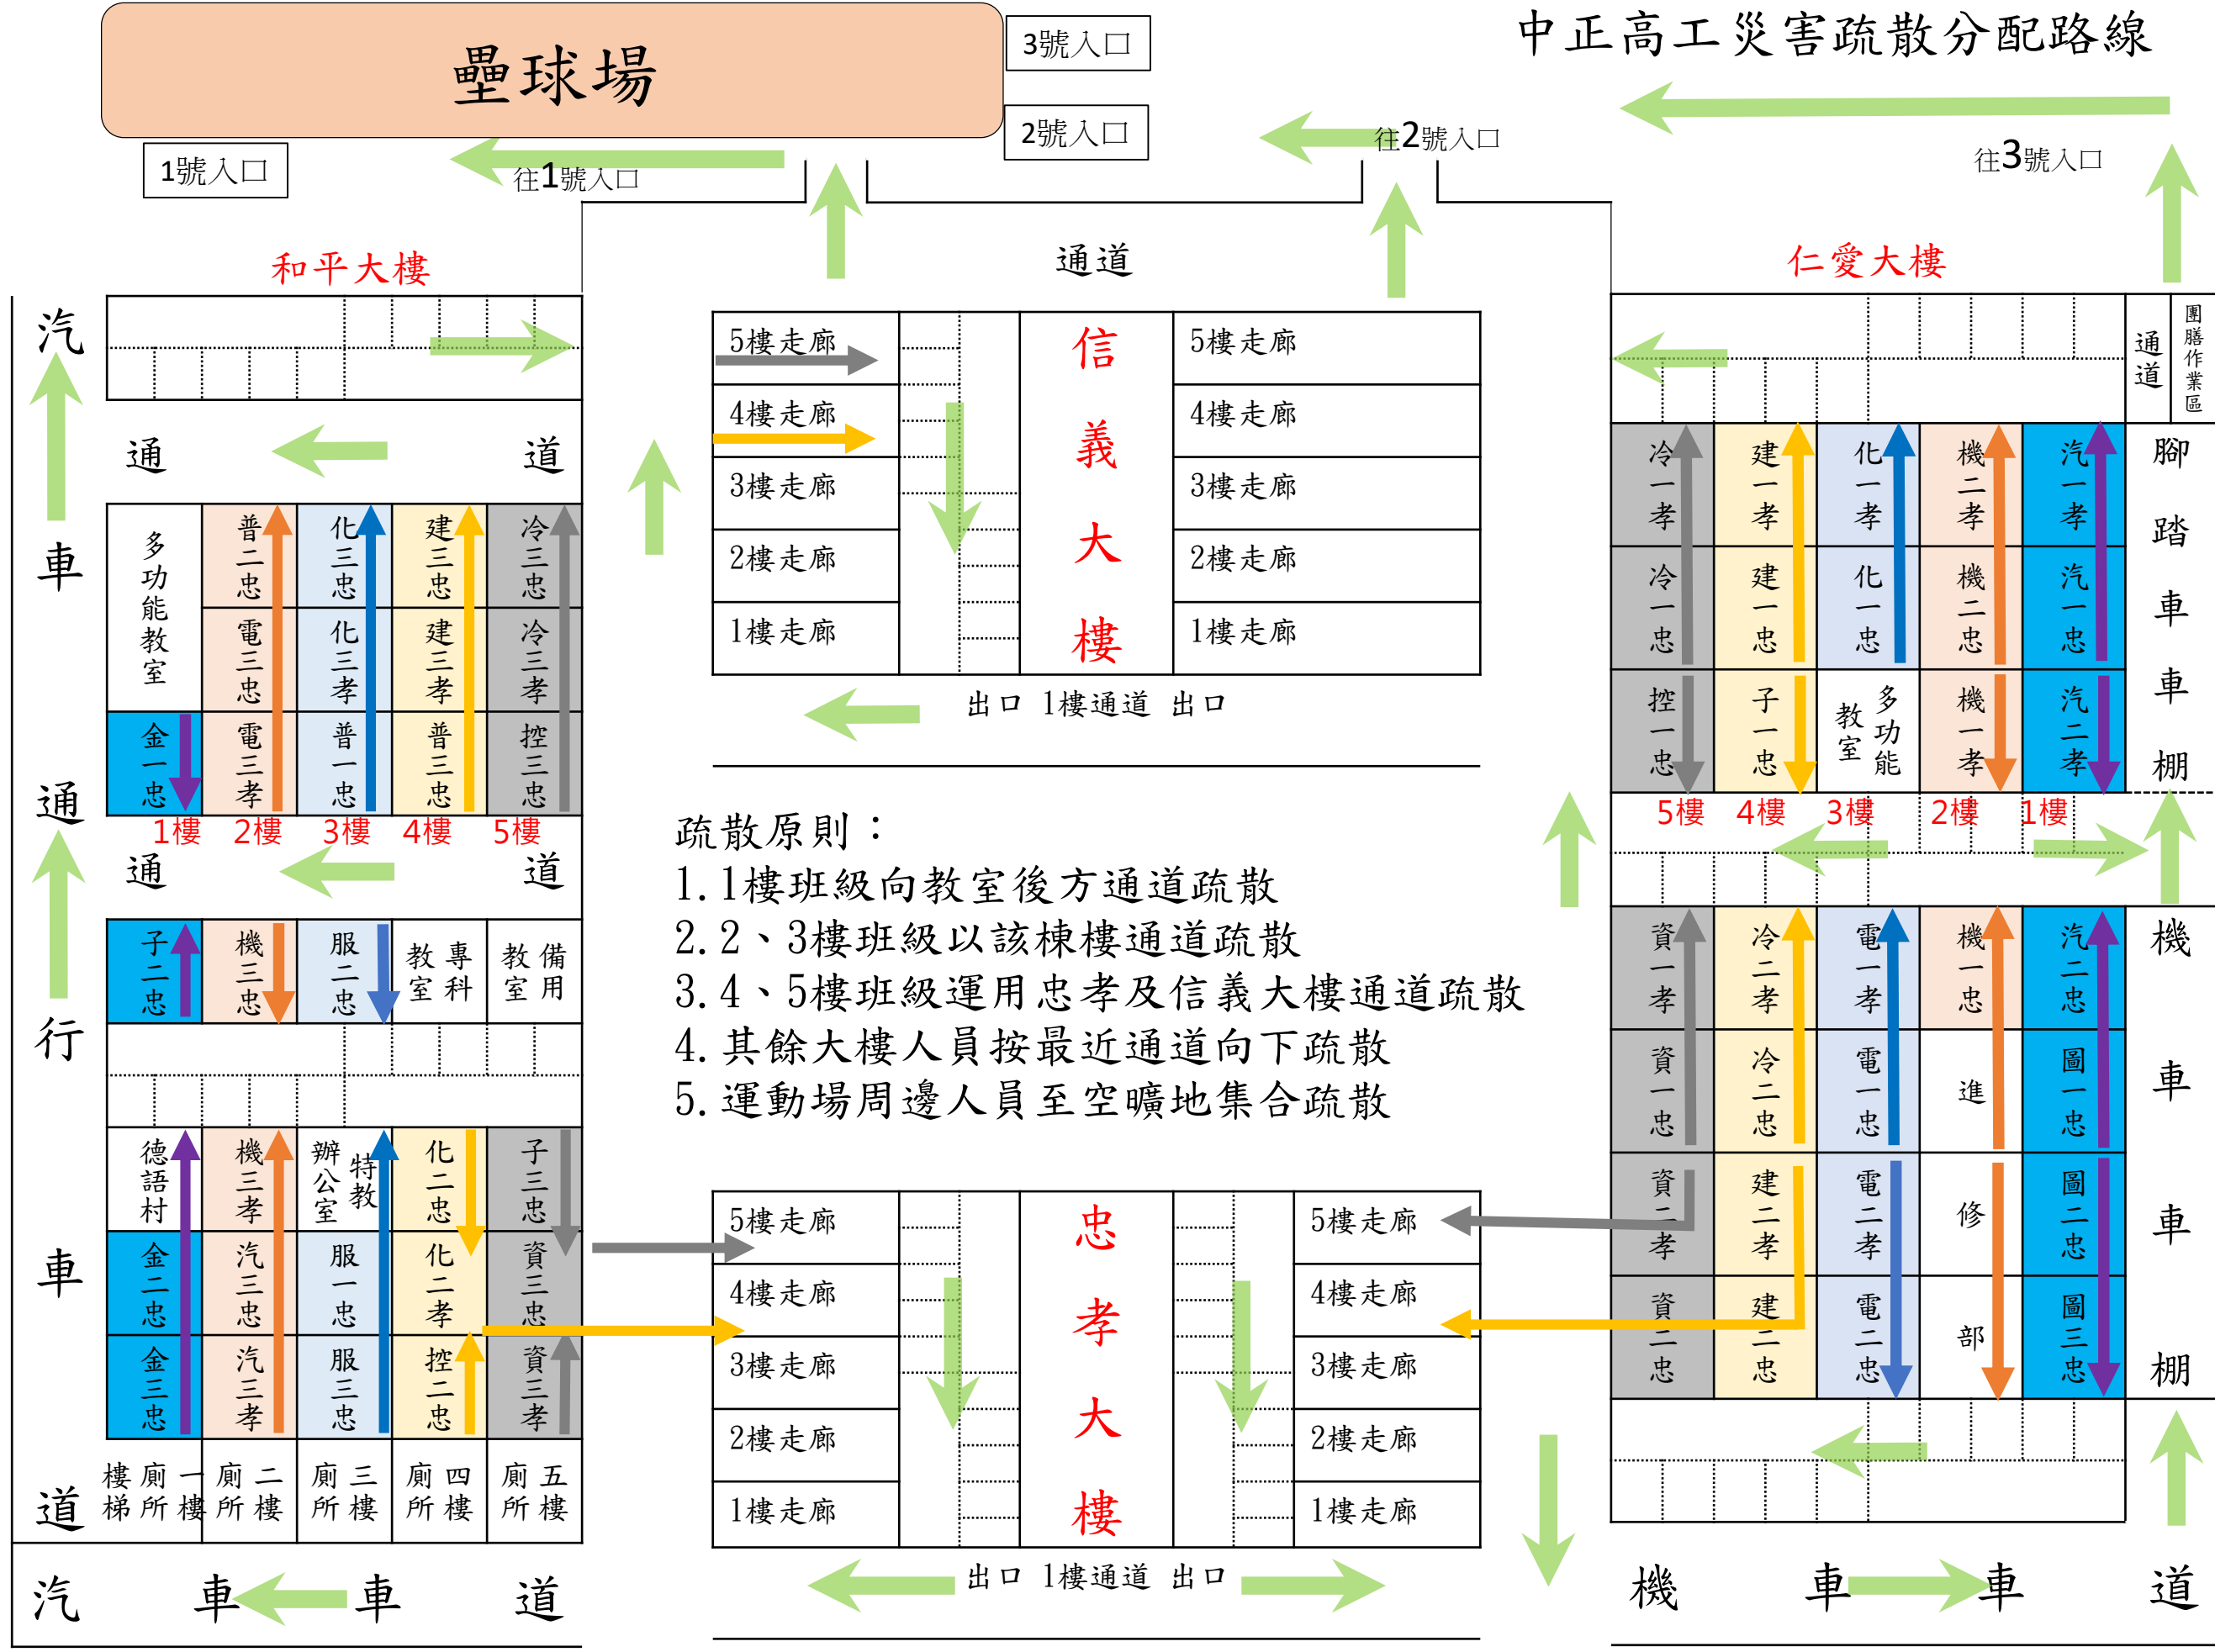 中正高工災害疏散分配路線
壘球場
3號入口
2號入口
1號入口
往1號入口
往2號入口
往3號入口
和平大樓
通道
仁愛大樓
汽車通行車道
通道
多功能教室
普二忠
化三忠
建三忠
冷三忠
電三忠
化三孝
建三孝
冷三孝
金一忠
電三孝
普一忠
普三忠
控三忠
1樓
2樓
3樓
4樓
5樓
通道
子二忠
機三忠
服二忠
專科教室
備用教室
德語村
機三孝
特教辦公室
化二忠
子三忠
金二忠
汽三忠
服一忠
化二孝
資三忠
金三忠
汽三孝
服三忠
控二忠
資三孝
一樓廁所樓梯
二樓廁所
三樓廁所
四樓廁所
五樓廁所
汽車車道
信義大樓
5樓走廊
5樓走廊
4樓走廊
4樓走廊
3樓走廊
3樓走廊
2樓走廊
2樓走廊
1樓走廊
1樓走廊
出口 1樓通道 出口
疏散原則：
1.1樓班級向教室後方通道疏散
2.2、3樓班級以該棟樓通道疏散
3.4、5樓班級運用忠孝及信義大樓通道疏散
4.其餘大樓人員按最近通道向下疏散
5.運動場周邊人員至空曠地集合疏散
忠孝大樓
5樓走廊
5樓走廊
4樓走廊
4樓走廊
3樓走廊
3樓走廊
2樓走廊
2樓走廊
1樓走廊
1樓走廊
出口 1樓通道 出口
通道
團膳作業區
冷一孝
建一孝
化一孝
機二孝
汽一孝
冷一忠
建一忠
化一忠
機二忠
汽一忠
控一忠
子一忠
多功能教室
機一孝
汽二孝
腳踏車車棚
5樓
4樓
3樓
2樓
1樓
資一孝
冷二孝
電一孝
機一忠
汽二忠
資一忠
冷二忠
電一忠
進修部
圖一忠
資二孝
建二孝
電二孝
圖二忠
資二忠
建二忠
電二忠
圖三忠
機車車棚
機車車道